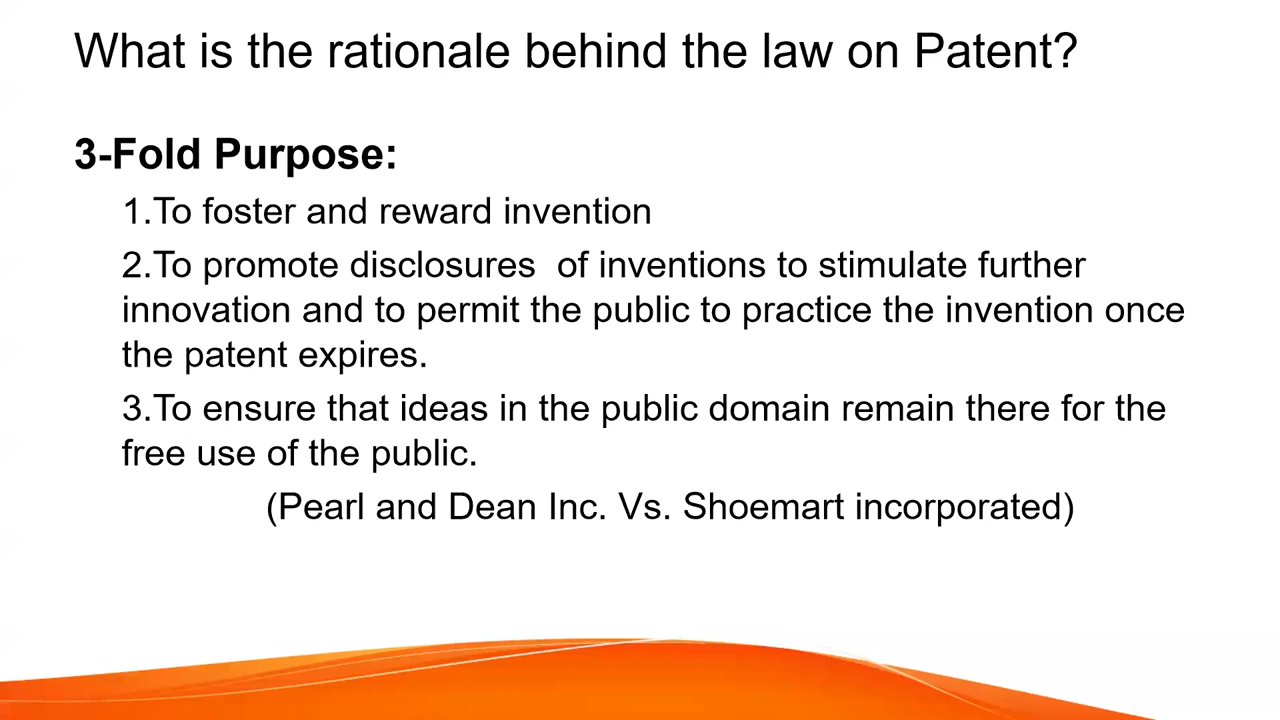 What is the rationale behind the law on Patent?
3-Fold Purpose:
1.To foster and reward invention
2.To promote disclosures  of inventions to stimulate further
innovation and to permit the public to practice the invention once
the patent expires.
3.To ensure that ideas in the public domain remain there for the
free use of the public.
(Pearl and Dean Inc. Vs. Shoemart incorporated)